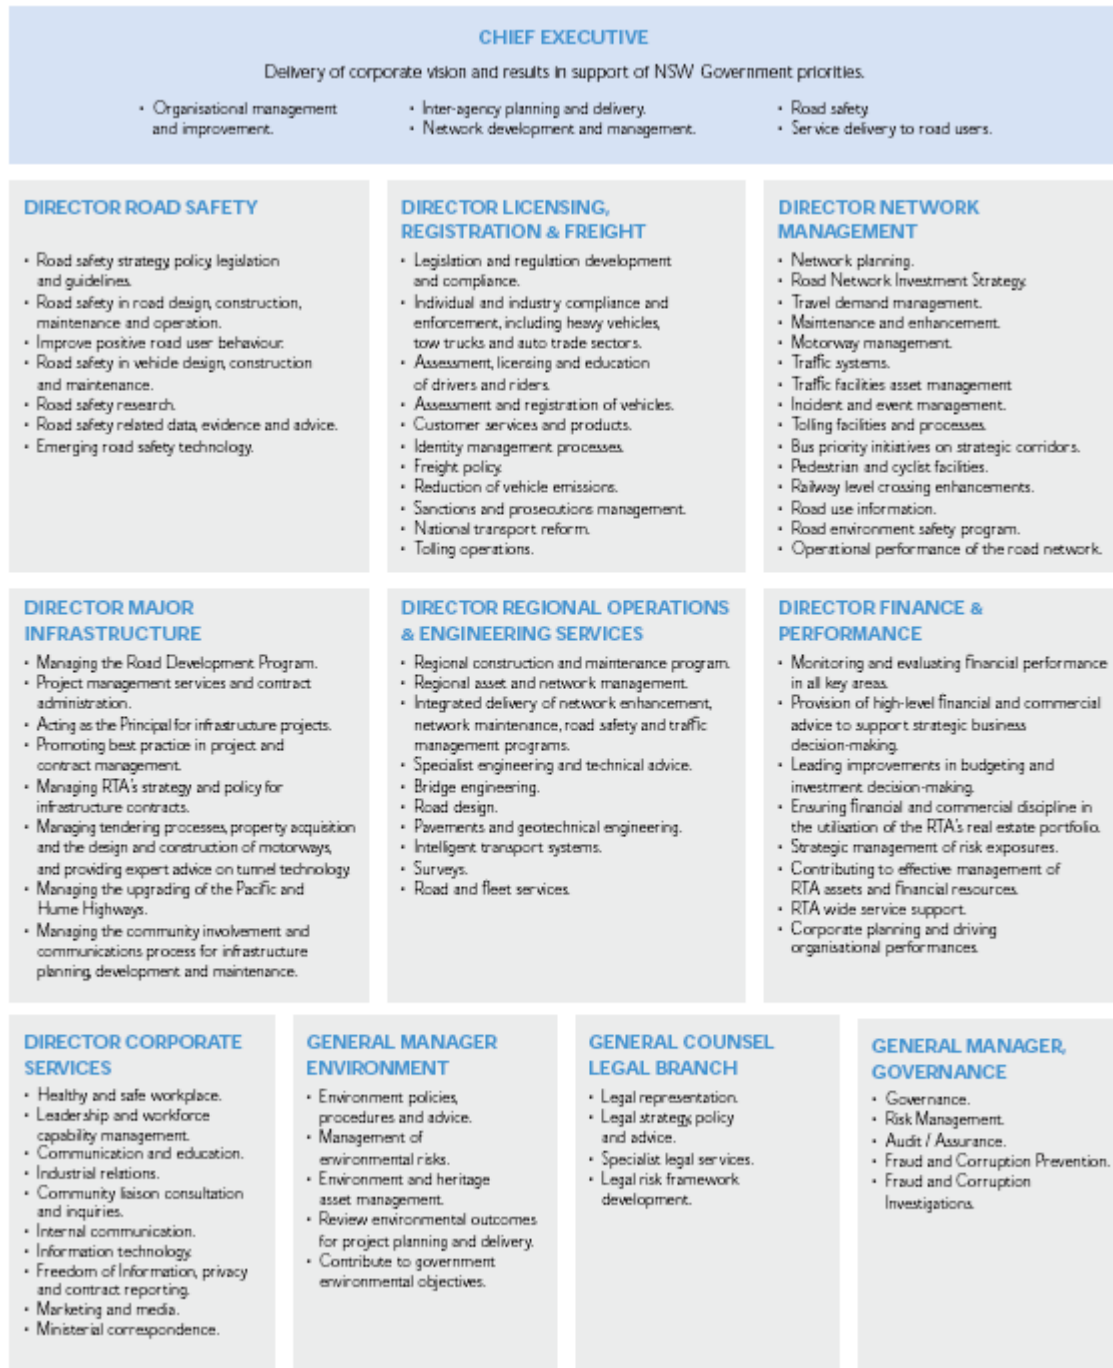 CHIEF EXECUTIVE
Delivery of corporate vision and results in support of NSW Government priorities.
• Organisational management
and improvement.
• Inter-agency planning and delivery.
• Network development and management.
• Road safety
• Service delivery to road users.
DIRECTOR ROAD SAFETY
• Road safety strategy, policy, legislation
and guidelines.
• Road safety in road design, construction,
maintenance and operation.
• Improve positive road user behaviour.
• Road safety in vehicle design, construction
and maintenance.
• Road safety research.
• Road safety related data, evidence and advice.
• Emerging road safety technology.
DIRECTOR LICENSING,
REGISTRATION & FREIGHT
• Legislation and regulation development
and compliance.
• Individual and industry compliance and
enforcement, including heavy vehicles,
tow trucks and auto trade sectors.
• Assessment, licensing and education
of drivers and riders.
• Assessment and registration of vehicles.
• Customer services and products.
• Identity management processes.
• Freight policy.
• Reduction of vehicle emissions.
• Sanctions and prosecutions management.
• National transport reform.
• Tolling operations.
DIRECTOR NETWORK
MANAGEMENT
• Network planning.
• Road Network Investment Strategy.
• Travel demand management.
• Maintenance and enhancement.
• Motorway management.
• Traffic systems.
• Traffic facilities asset management
• Incident and event management.
• Tolling facilities and processes.
• Bus priority initiatives on strategic corridors.
• Pedestrian and cyclist facilities.
• Railway level crossing enhancements.
• Road use information.
• Road environment safety program.
• Operational performance of the road network.
DIRECTOR MAJOR
INFRASTRUCTURE
• Managing the Road Development Program.
• Project management services and contract
administration.
• Acting as the Principal for infrastructure projects.
• Promoting best practice in project and
contract management.
• Managing RTA's strategy and policy for
infrastructure contracts.
• Managing tendering processes, property acquisition
and the design and construction of motorways,
and providing expert advice on tunnel technology.
• Managing the upgrading of the Pacific and
Hume Highways.
• Managing the community involvement and
communications process for infrastructure
planning, development and maintenance.
DIRECTOR REGIONAL OPERATIONS
& ENGINEERING SERVICES
• Regional construction and maintenance program.
• Regional asset and network management.
• Integrated delivery of network enhancement,
network maintenance, road safety and traffic
management programs.
• Specialist engineering and technical advice.
• Bridge engineering.
• Road design.
• Pavements and geotechnical engineering.
• Intelligent transport systems.
• Surveys.
• Road and fleet services.
DIRECTOR FINANCE &
PERFORMANCE
• Monitoring and evaluating financial performance
in all key areas.
• Provision of high-level financial and commercial
advice to support strategic business
decision-making.
• Leading improvements in budgeting and
investment decision-making.
• Ensuring financial and commercial discipline in
the utilisation of the RTA's real estate portfolio.
• Strategic management of risk exposures.
• Contributing to effective management of
RTA assets and financial resources.
• RTA wide service support.
• Corporate planning and driving
organisational performances.
DIRECTOR CORPORATE
SERVICES
• Healthy and safe workplace.
• Leadership and workforce
capability management.
• Communication and education.
• Industrial relations.
• Community liaison consultation
and inquiries.
• Internal communication.
• Information technology.
• Freedom of Information, privacy
and contract reporting.
• Marketing and media.
• Ministerial correspondence.
GENERAL MANAGER
ENVIRONMENT
• Environment policies,
procedures and advice.
• Management of
environmental risks.
• Environment and heritage
asset management.
• Review environmental outcomes
for project planning and delivery.
• Contribute to government
environmental objectives.
GENERAL COUNSEL
LEGAL BRANCH
• Legal representation.
• Legal strategy, policy
and advice.
• Specialist legal services.
• Legal risk framework
development.
GENERAL MANAGER,
GOVERNANCE
• Governance.
• Risk Management.
• Audit / Assurance.
• Fraud and Corruption Prevention.
• Fraud and Corruption
Investigations.